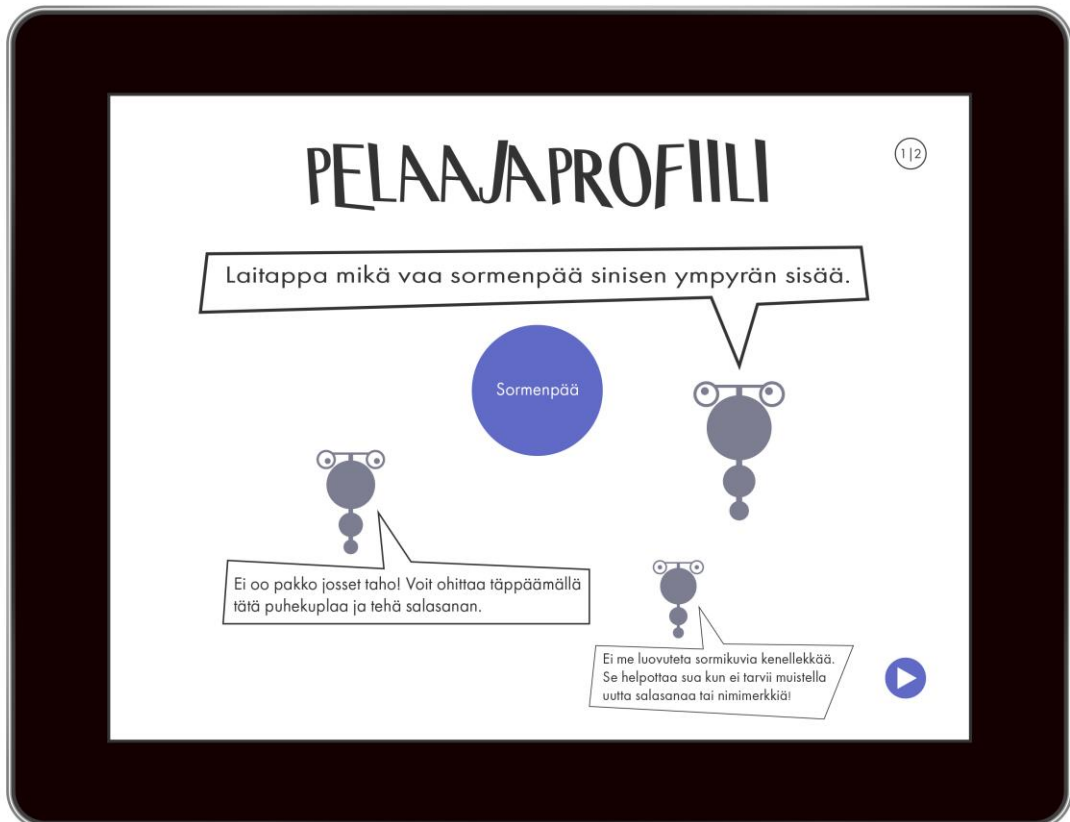 PELAAJAPROFIILI
1|2
Laitappa mikä vaa sormenpää sinisen ympyrän sisää.
Sormenpää
Ei oo pakko josset taho! Voit ohittaa täppäämällä
tätä puhekuplaa ja tehä salasanan.
Ei me luovuteta sormikuvia kenellekkää.
Se helpottaa sua kun ei tarvii muistella
uutta salasanaa tai nimimerkkiä!